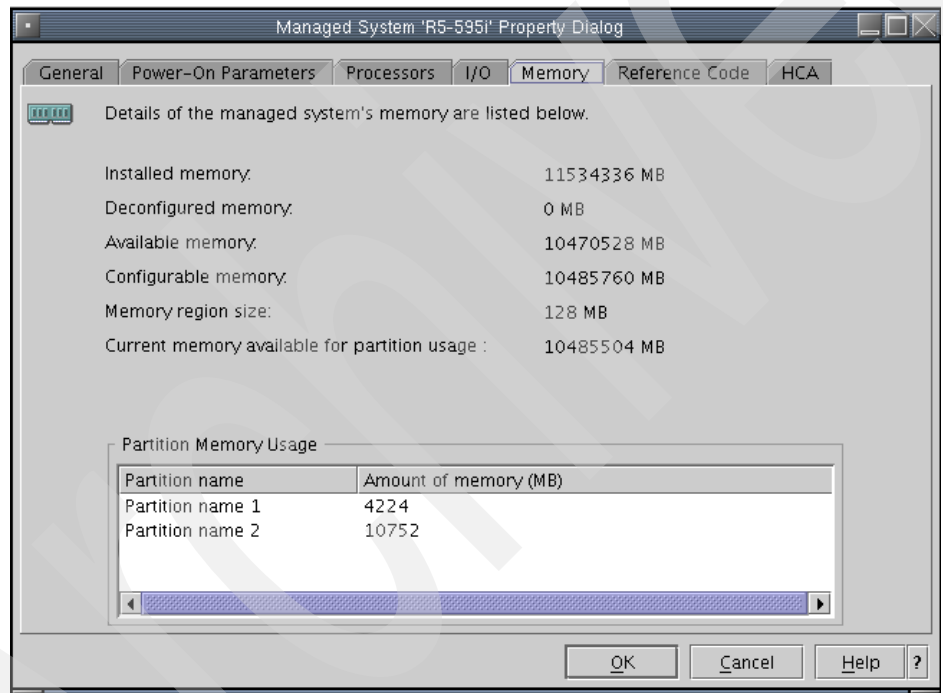 Managed System 'R5-595i' Property Dialog
General Power-On Parameters Processors I/O Memory Reference Code HCA
Details of the managed system's memory are listed below.
Installed memory: 11534336 MB
Deconfigured memory: 0 MB
Available memory: 10470528 MB
Configurable memory: 10485760 MB
Memory region size: 128 MB
Current memory available for partition usage : 10485504 MB
Partition Memory Usage
Partition name Amount of memory (MB)
Partition name 1 4224
Partition name 2 10752
OK Cancel Help ?